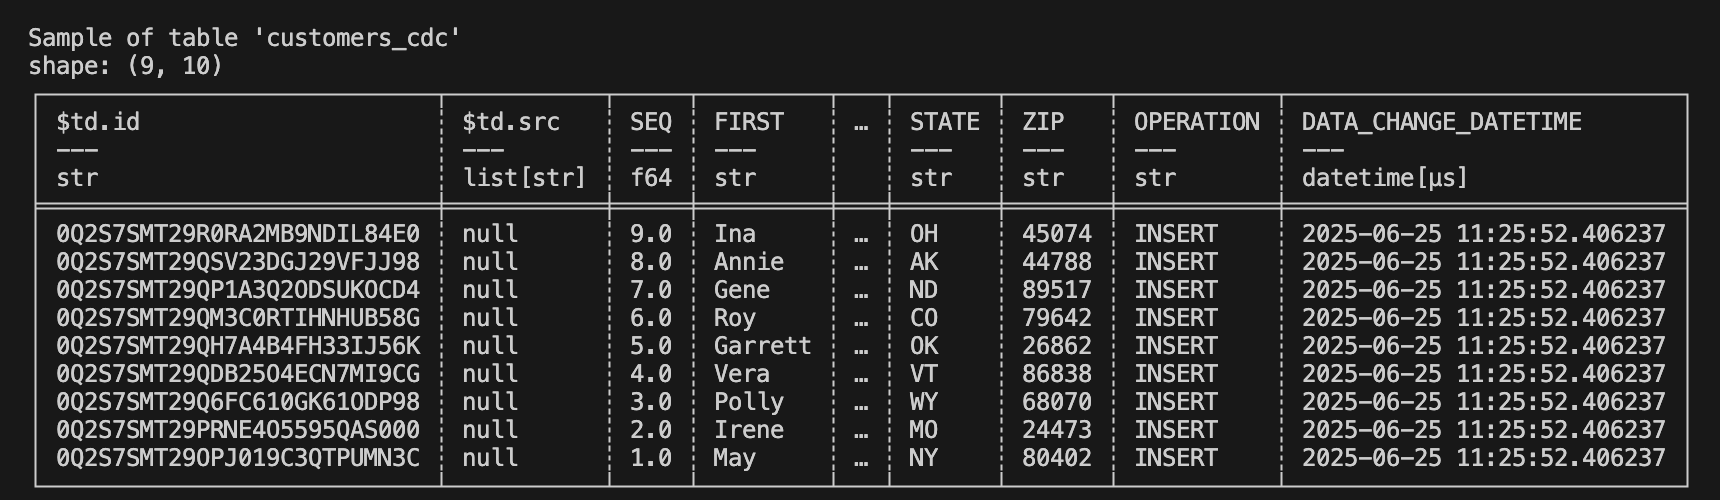 Sample of table 'customers_cdc'
shape: (9, 10)
$td.id $td.src SEQ FIRST … STATE ZIP OPERATION DATA_CHANGE_DATETIME
--- --- --- --- --- --- --- ---
str list[str] f64 str str str str datetime[μs]
0Q2S7SMT29R0RA2MB9NDIL84E0 null 9.0 Ina … OH 45074 INSERT 2025-06-25 11:25:52.406237
0Q2S7SMT29QSV23DGJ29VFJJ98 null 8.0 Annie … AK 44788 INSERT 2025-06-25 11:25:52.406237
0Q2S7SMT29QP1A3Q2ODSUKOCD4 null 7.0 Gene … ND 89517 INSERT 2025-06-25 11:25:52.406237
0Q2S7SMT29QM3C0RTIHNHUB58G null 6.0 Roy … CO 79642 INSERT 2025-06-25 11:25:52.406237
0Q2S7SMT29QH7A4B4FH33IJ56K null 5.0 Garrett … OK 26862 INSERT 2025-06-25 11:25:52.406237
0Q2S7SMT29QDB25O4ECN7MI9CG null 4.0 Vera … VT 86838 INSERT 2025-06-25 11:25:52.406237
0Q2S7SMT29Q6FC610GK61ODP98 null 3.0 Polly … WY 68070 INSERT 2025-06-25 11:25:52.406237
0Q2S7SMT29PRNE4O5595QAS000 null 2.0 Irene … MO 24473 INSERT 2025-06-25 11:25:52.406237
0Q2S7SMT29OPJ019C3QTPUMN3C null 1.0 May … NY 80402 INSERT 2025-06-25 11:25:52.406237